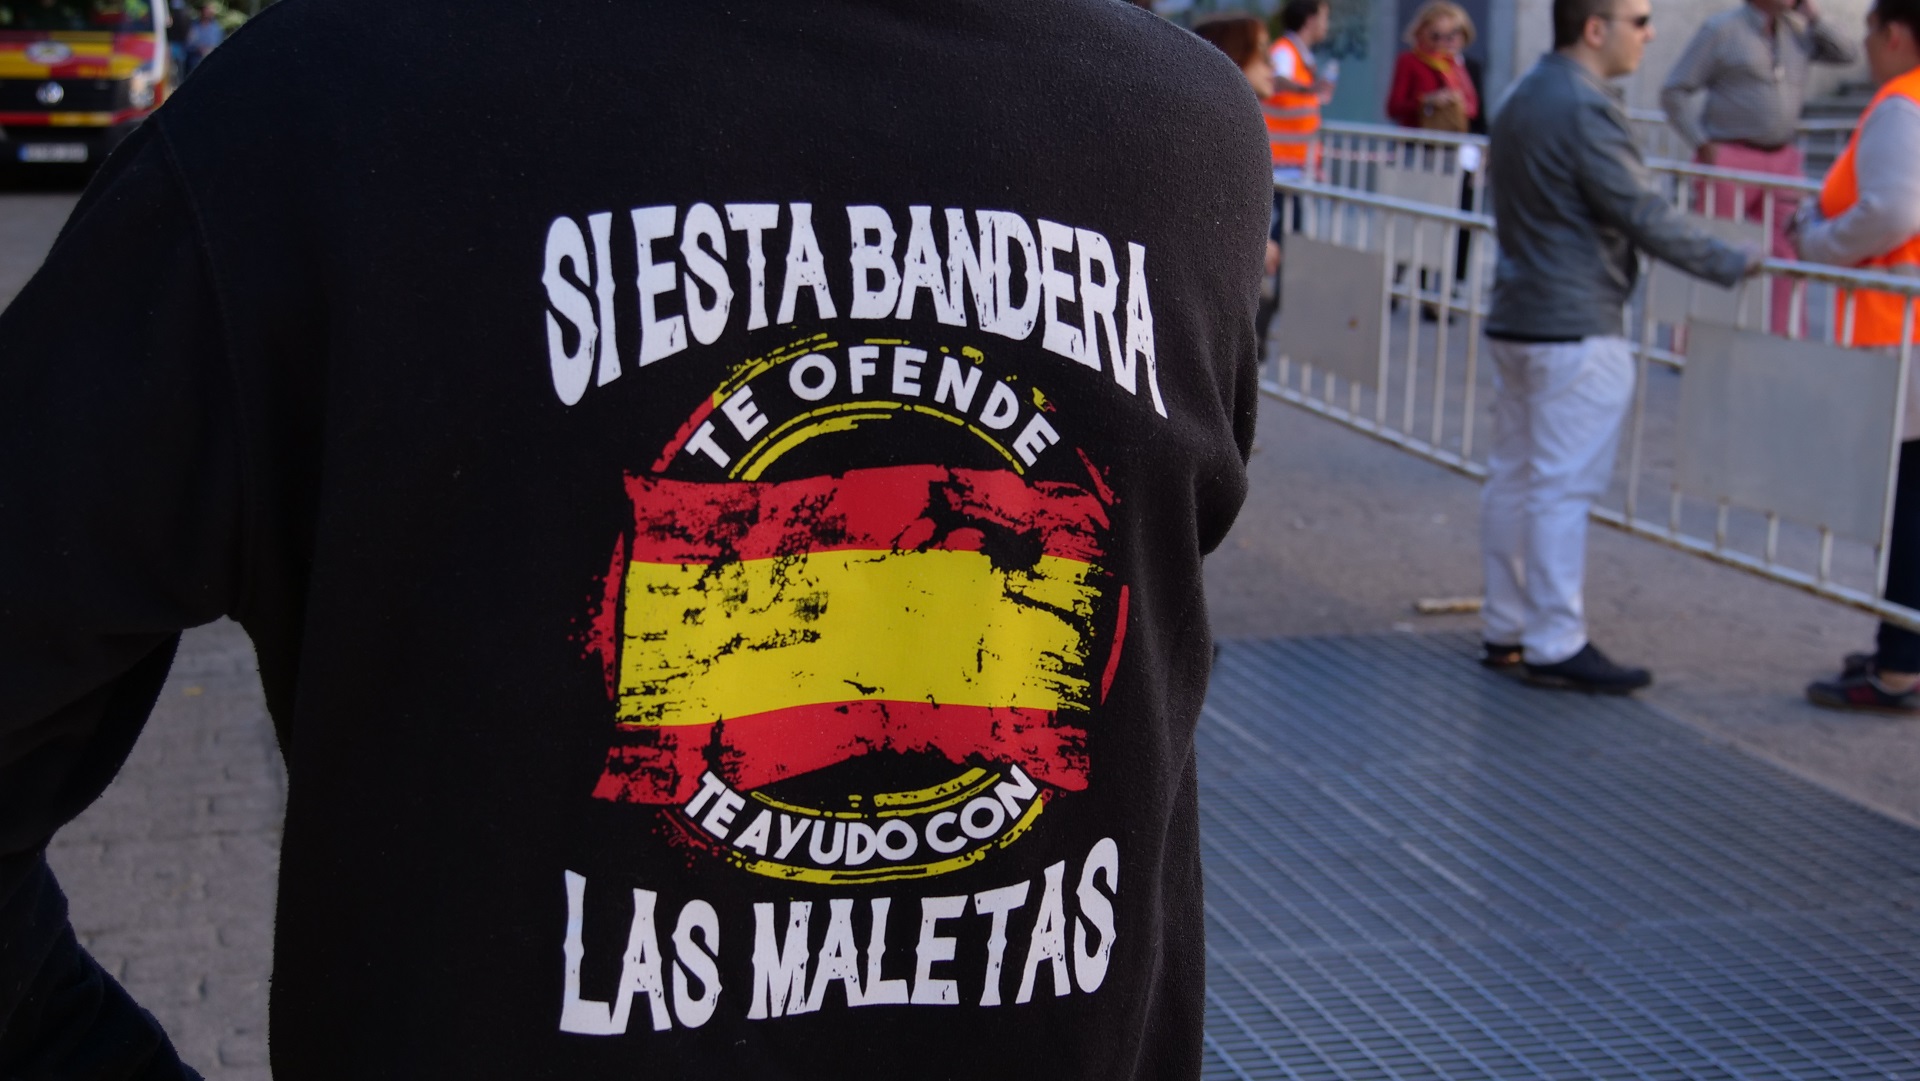 SI ESTA BANDERA
TE OFENDE
TE AYUDO CON
LAS MALETAS